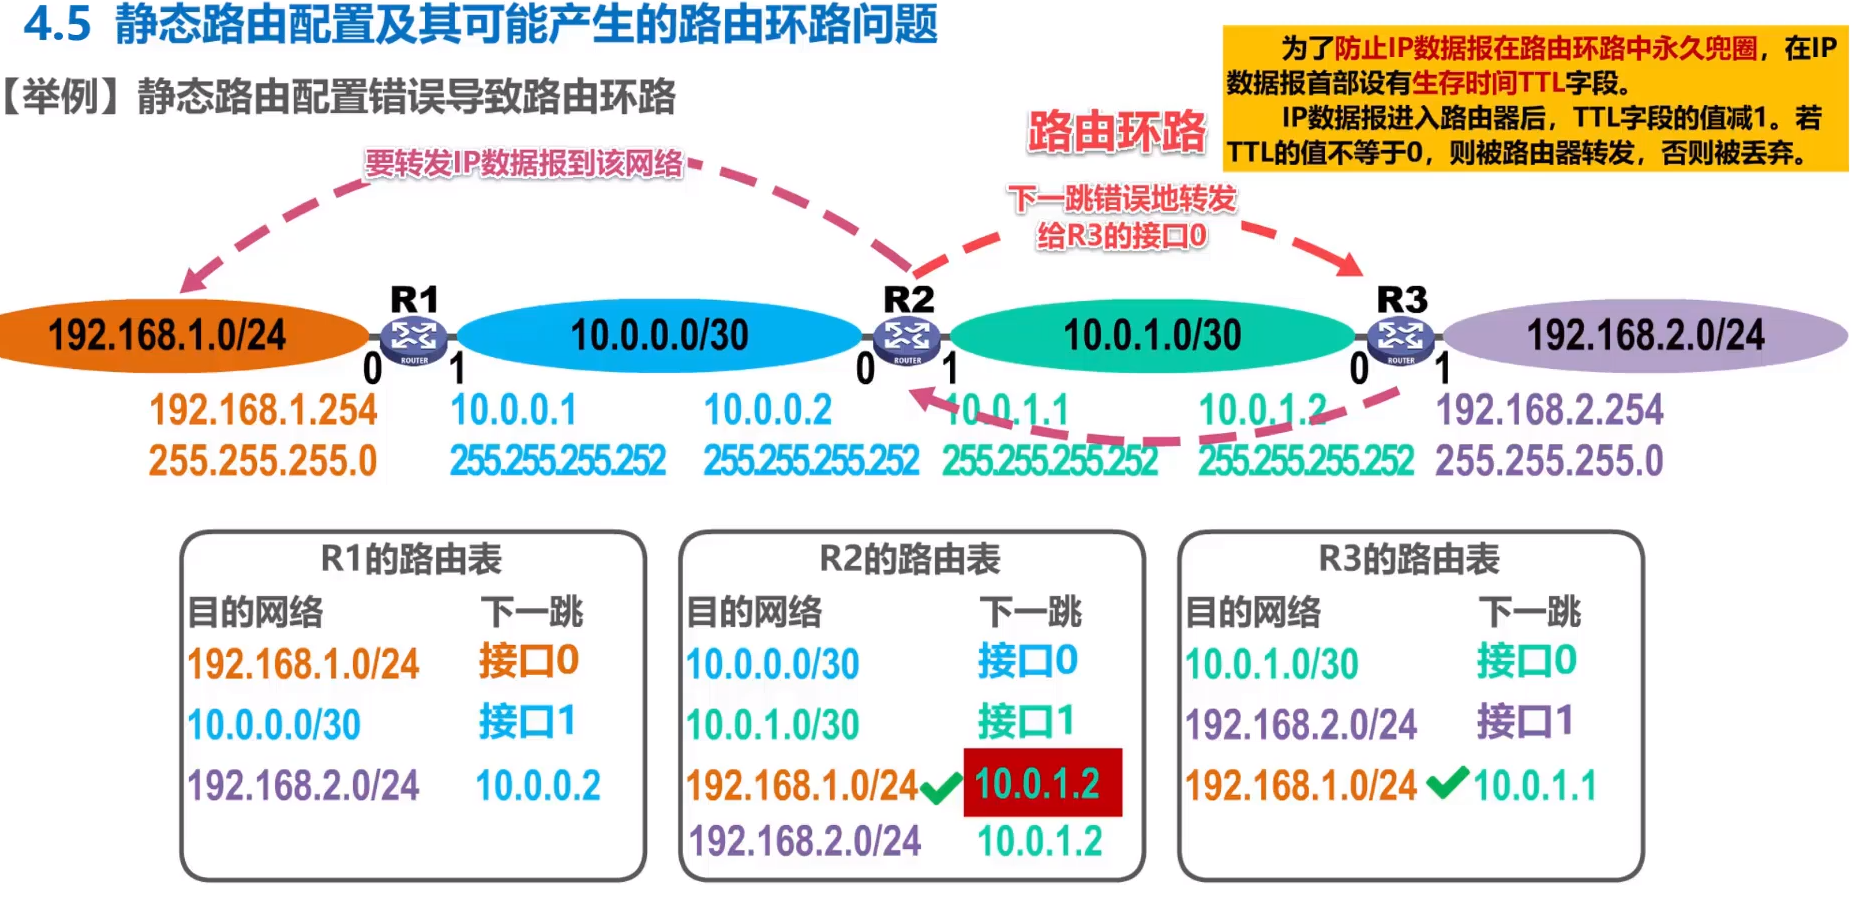 4.5 静态路由配置及其可能产生的路由环路问题
【举例】静态路由配置错误导致路由环路
为了防止IP数据报在路由环路中永久兜圈，在IP
数据报首部设有生存时间TTL字段。
IP数据报进入路由器后，TTL字段的值减1。若
TTL的值不等于0，则被路由器转发，否则被丢弃。
路由环路
要转发IP数据报到该网络
下一跳错误地转发
给R3的接口0
R1
R2
R3
192.168.1.0/24
10.0.0.0/30
10.0.1.0/30
192.168.2.0/24
ROUTER
ROUTER
ROUTER
0
1
0
1
0
1
192.168.1.254
10.0.0.1
10.0.0.2
10.0.1.1
10.0.1.2
192.168.2.254
255.255.255.0
255.255.255.252
255.255.255.252
255.255.255.252
255.255.255.252
255.255.255.0
R1的路由表
目的网络 下一跳
192.168.1.0/24 接口0
10.0.0.0/30 接口1
192.168.2.0/24 10.0.0.2
R2的路由表
目的网络 下一跳
10.0.0.0/30 接口0
10.0.1.0/30 接口1
192.168.1.0/24 10.0.1.2
192.168.2.0/24 10.0.1.2
R3的路由表
目的网络 下一跳
10.0.1.0/30 接口0
192.168.2.0/24 接口1
192.168.1.0/24 10.0.1.1